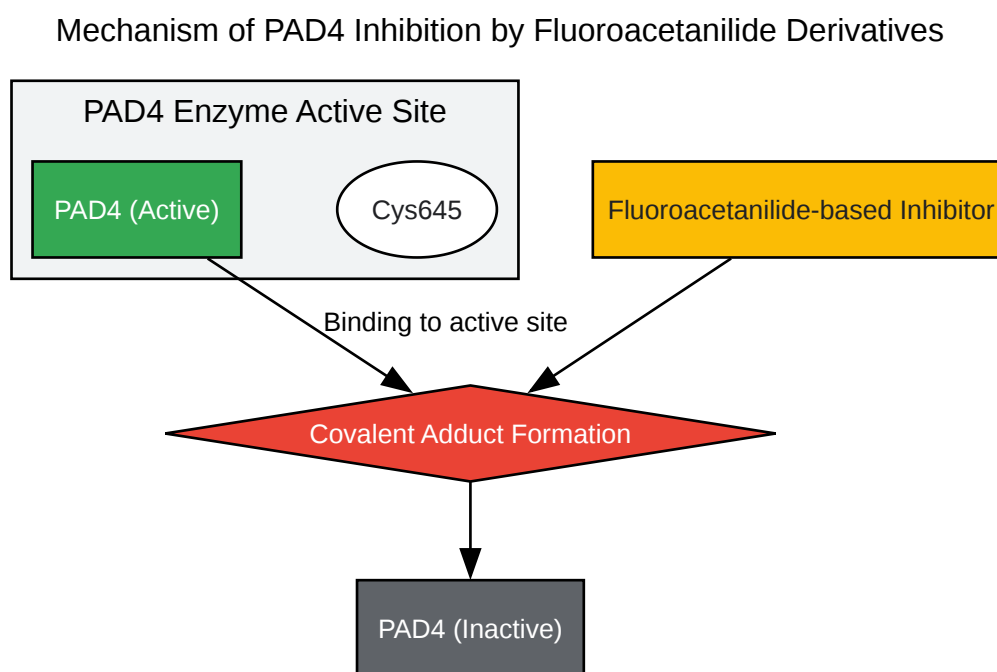 Mechanism of PAD4 Inhibition by Fluoroacetanilide Derivatives
PAD4 Enzyme Active Site
PAD4 (Active)
Cys645
Fluoroacetanilide-based Inhibitor
Binding to active site
Covalent Adduct Formation
PAD4 (Inactive)